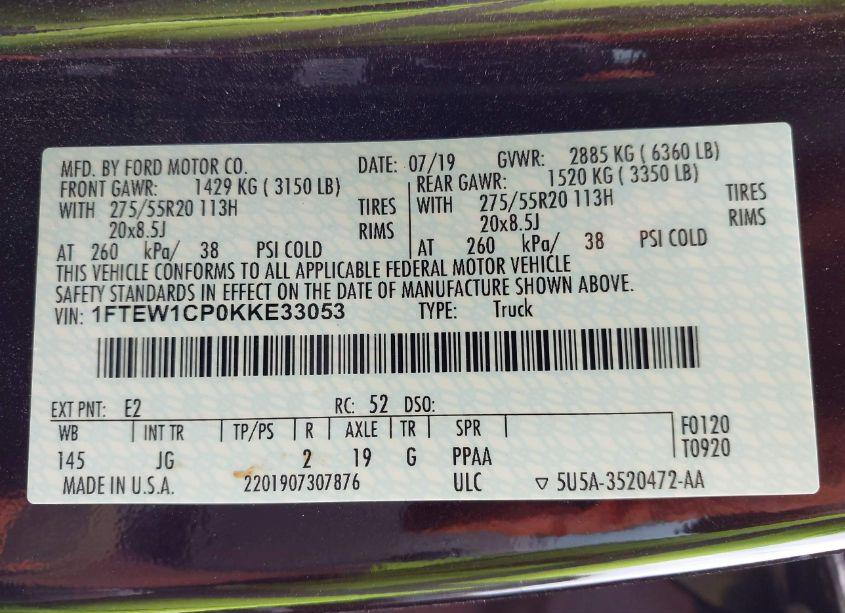 MFD. BY FORD MOTOR CO. DATE: 07/19 GVWR: 2885 KG ( 6360 LB)
FRONT GAWR: 1429 KG ( 3150 LB) REAR GAWR: 1520 KG ( 3350 LB)
WITH 275/55R20 113H TIRES WITH 275/55R20 113H TIRES
20x8.5J RIMS 20x8.5J RIMS
AT 260 kPa/ 38 PSI COLD AT 260 kPa/ 38 PSI COLD
THIS VEHICLE CONFORMS TO ALL APPLICABLE FEDERAL MOTOR VEHICLE
SAFETY STANDARDS IN EFFECT ON THE DATE OF MANUFACTURE SHOWN ABOVE.
VIN: 1FTEW1CP0KKE33053 TYPE: Truck
EXT PNT: E2 RC: 52 DSO:
WB INT TR TP/PS R AXLE TR SPR F0120
145 JG 2 19 G PPAA T0920
MADE IN U.S.A. 2201907307876 ULC ▽ 5U5A-3520472-AA